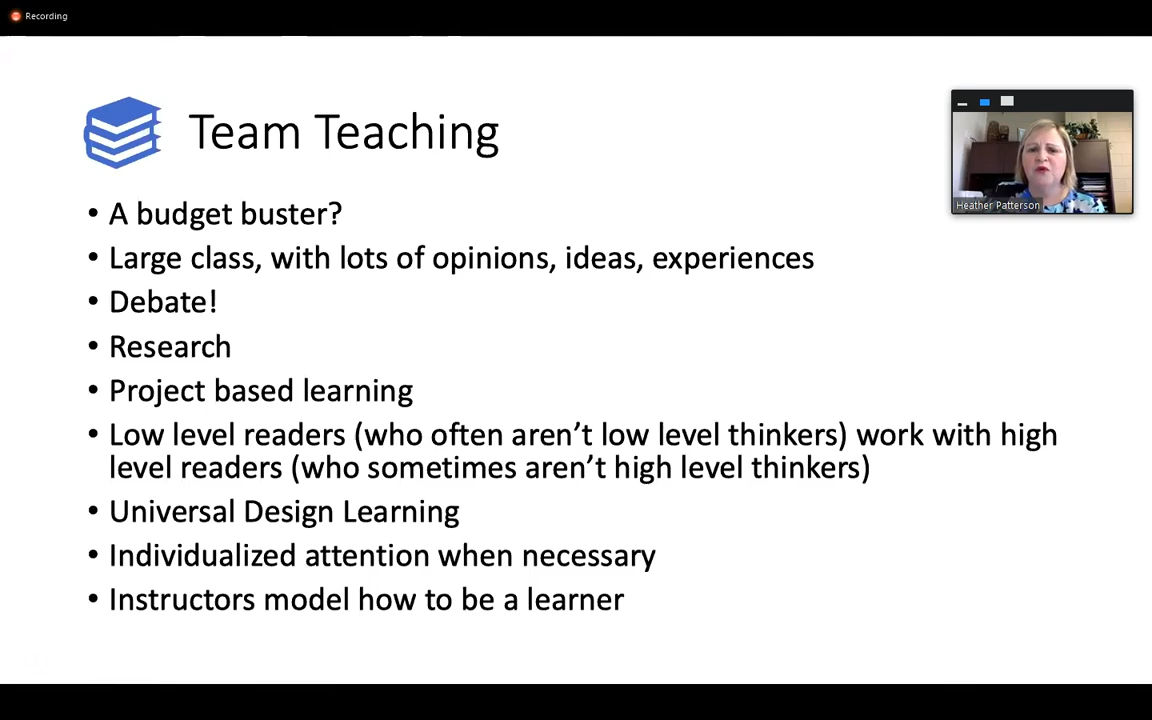 Recording
Team Teaching
Heather Patterson
• A budget buster?
• Large class, with lots of opinions, ideas, experiences
• Debate!
• Research
• Project based learning
• Low level readers (who often aren’t low level thinkers) work with high
level readers (who sometimes aren’t high level thinkers)
• Universal Design Learning
• Individualized attention when necessary
• Instructors model how to be a learner